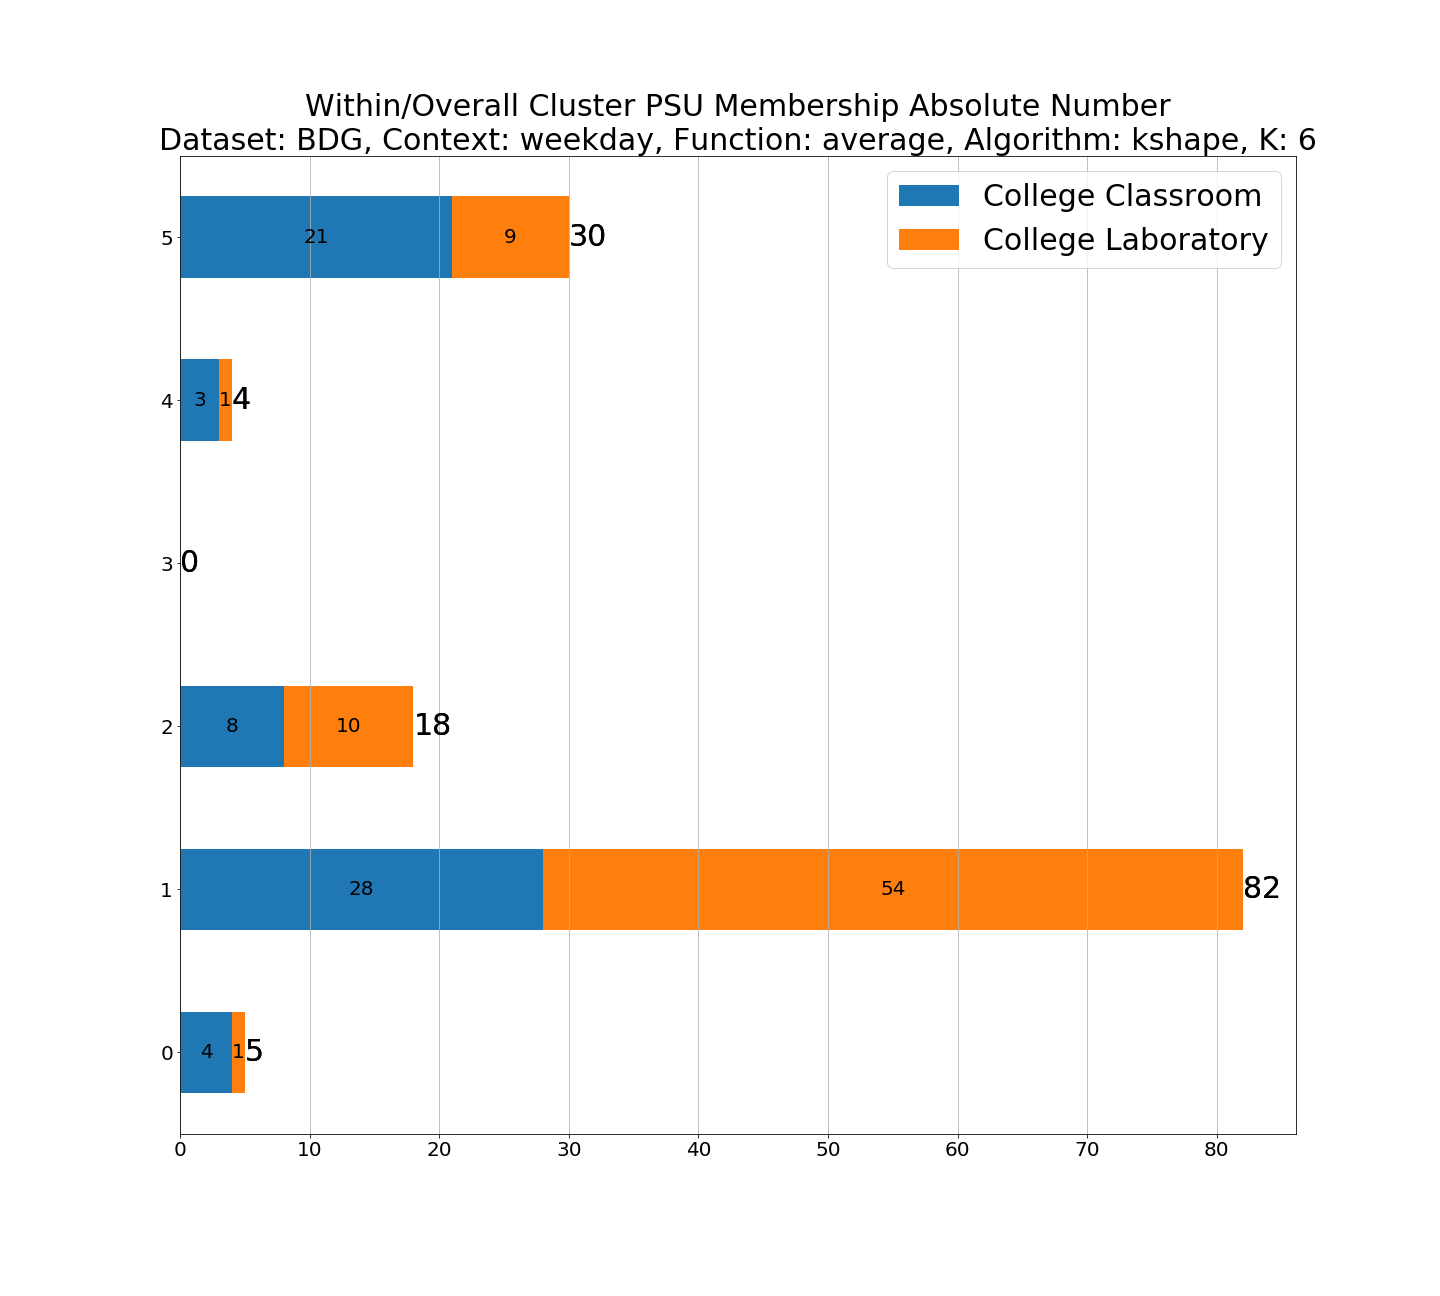 Within/Overall Cluster PSU Membership Absolute Number
Dataset: BDG, Context: weekday, Function: average, Algorithm: kshape, K: 6
College Classroom
College Laboratory
5 21 9 30
4 3 1 4
3 0
2 8 10 18
1 28 54 82
0 4 1 5
0 10 20 30 40 50 60 70 80